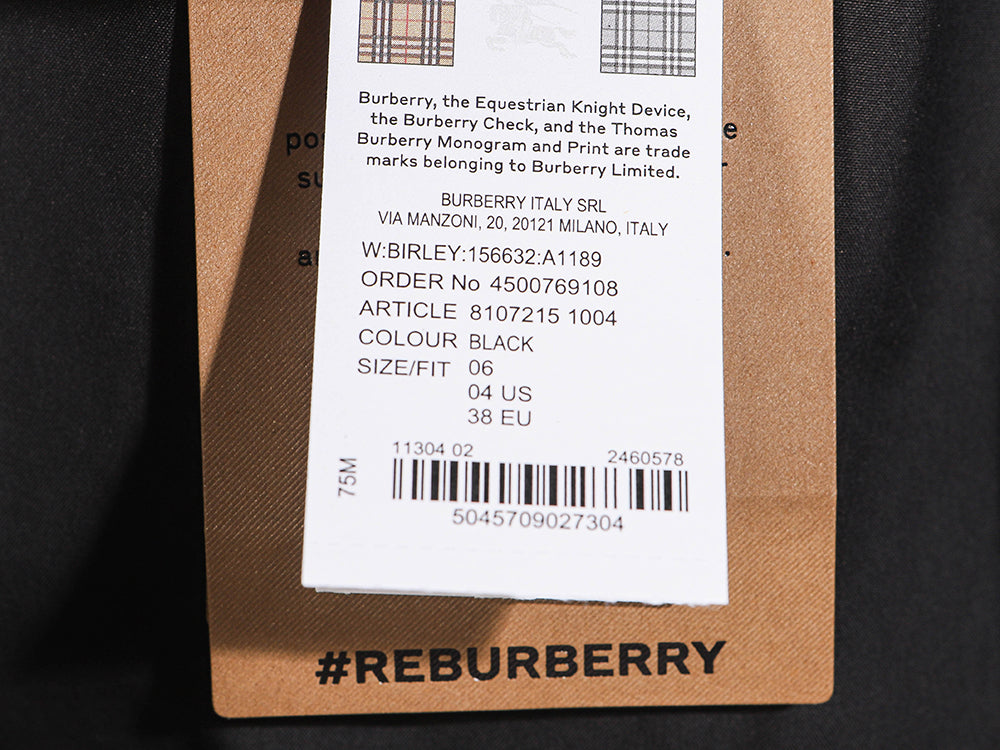 Burberry, the Equestrian Knight Device,
the Burberry Check, and the Thomas
Burberry Monogram and Print are trade
marks belonging to Burberry Limited.
BURBERRY ITALY SRL
VIA MANZONI, 20, 20121 MILANO, ITALY
W:BIRLEY:156632:A1189
ORDER No 4500769108
ARTICLE 8107215 1004
COLOUR BLACK
SIZE/FIT 06
04 US
38 EU
11304 02 2460578
75M
5045709027304
#REBURBERRY